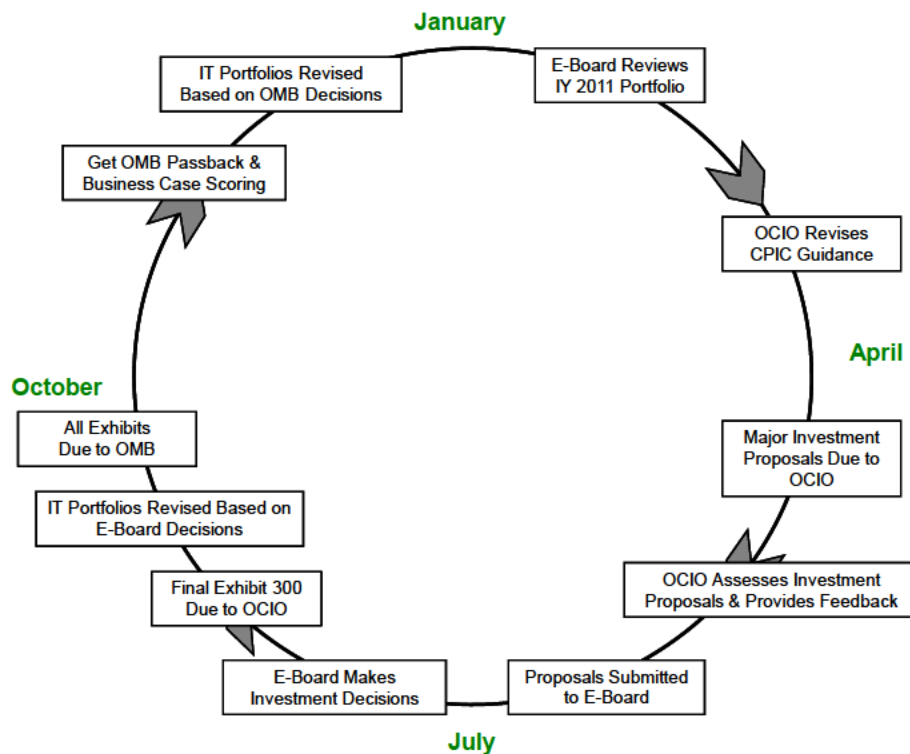 January
E-Board Reviews
IY 2011 Portfolio
OCIO Revises
CPIC Guidance
April
Major Investment
Proposals Due to
OCIO
OCIO Assesses Investment
Proposals & Provides Feedback
Proposals Submitted
to E-Board
July
E-Board Makes
Investment Decisions
Final Exhibit 300
Due to OCIO
IT Portfolios Revised Based on
E-Board Decisions
All Exhibits
Due to OMB
October
Get OMB Passback &
Business Case Scoring
IT Portfolios Revised
Based on OMB Decisions